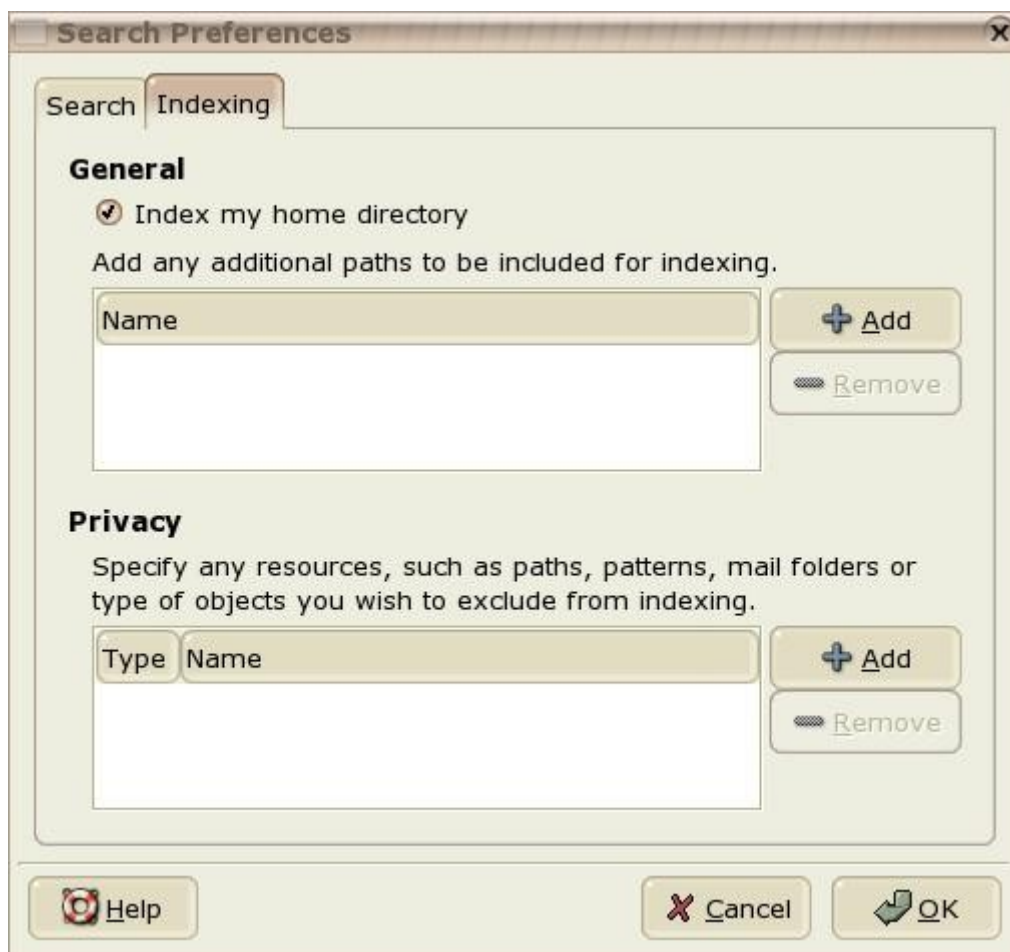 Search Preferences
Search Indexing
General
Index my home directory
Add any additional paths to be included for indexing.
Name
Add
Remove
Privacy
Specify any resources, such as paths, patterns, mail folders or
type of objects you wish to exclude from indexing.
Type Name
Add
Remove
Help Cancel OK